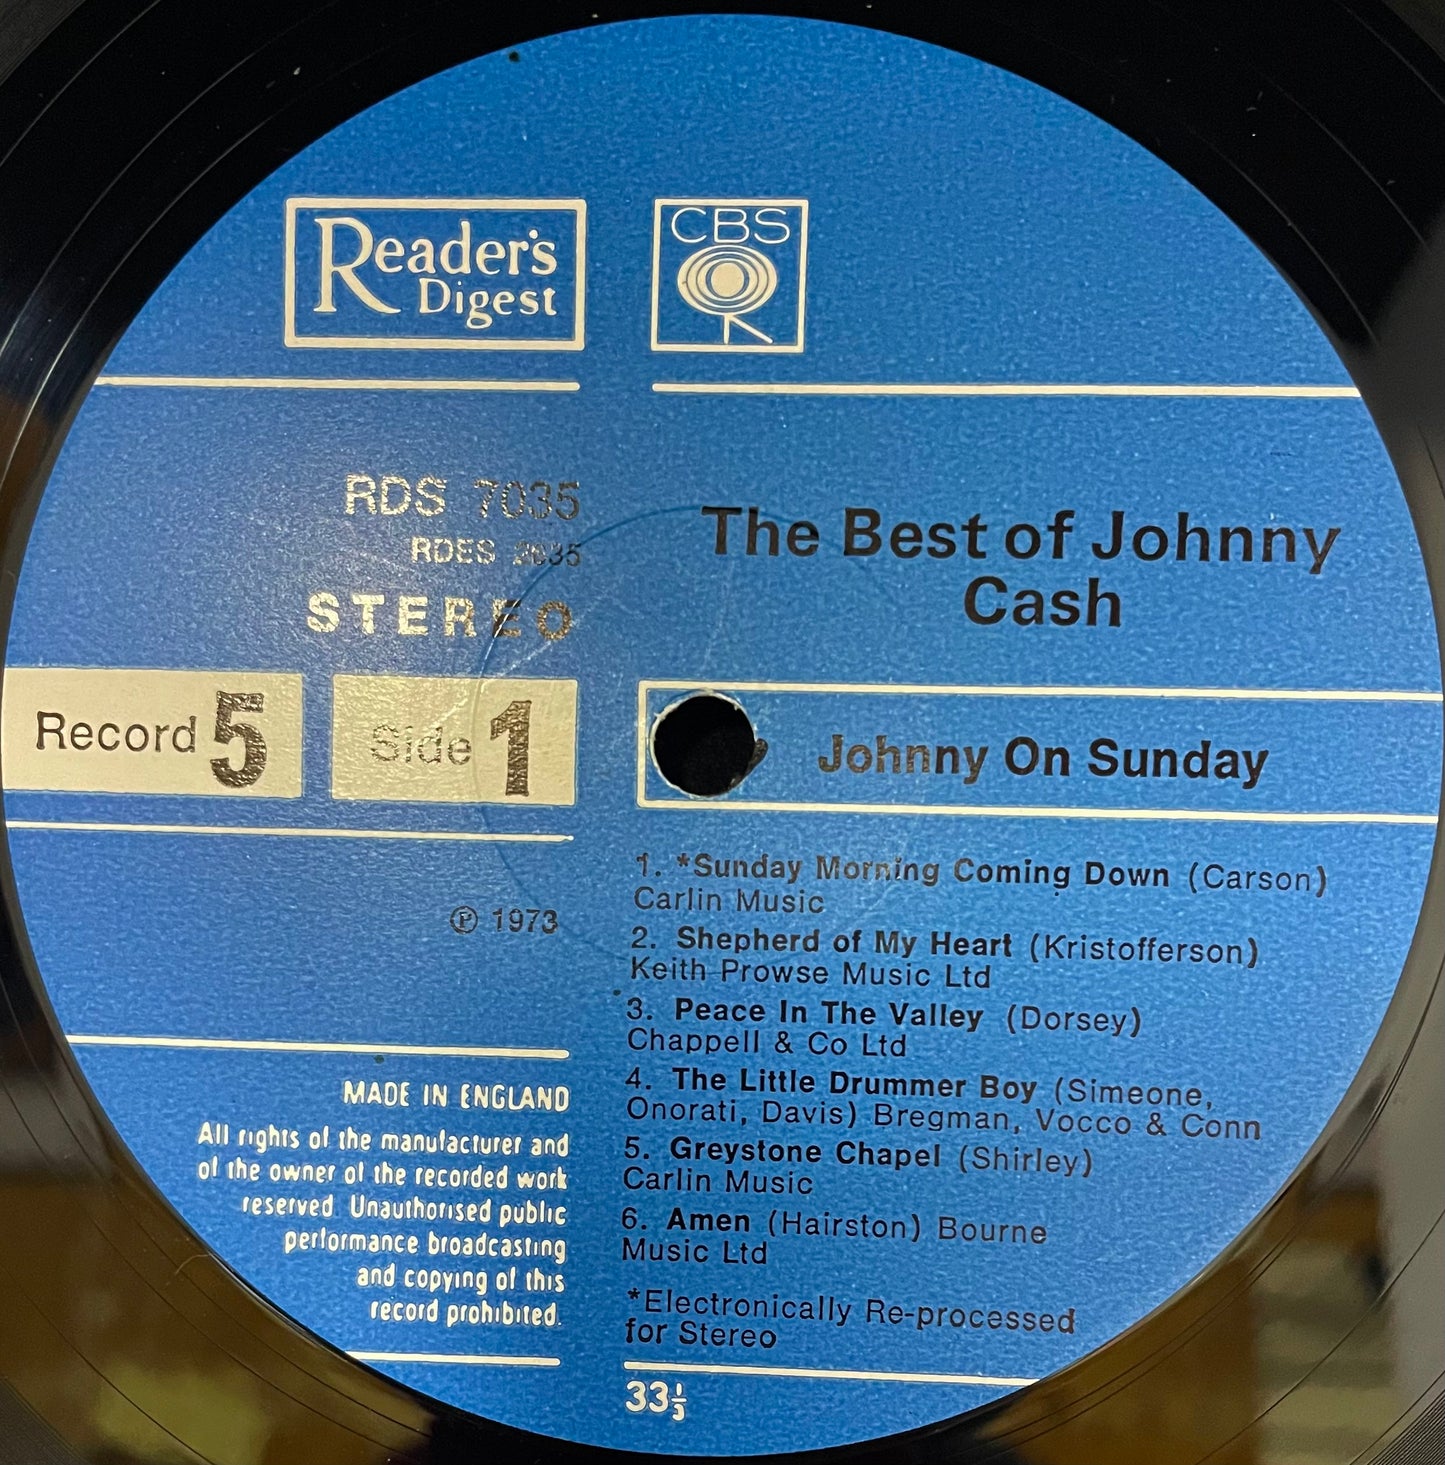 Reader's
Digest
CBS
RDS 7035
RDES 2035
STEREO
The Best of Johnny
Cash
Record 5
Side 1
Johnny On Sunday
℗ 1973
1. *Sunday Morning Coming Down (Carson)
Carlin Music
2. Shepherd of My Heart (Kristofferson)
Keith Prowse Music Ltd
3. Peace In The Valley (Dorsey)
Chappell & Co Ltd
4. The Little Drummer Boy (Simeone,
Onorati, Davis) Bregman, Vocco & Conn
5. Greystone Chapel (Shirley)
Carlin Music
6. Amen (Hairston) Bourne
Music Ltd
*Electronically Re-processed
for Stereo
MADE IN ENGLAND
All rights of the manufacturer and
of the owner of the recorded work
reserved. Unauthorised public
performance broadcasting
and copying of this
record prohibited.
33⅓